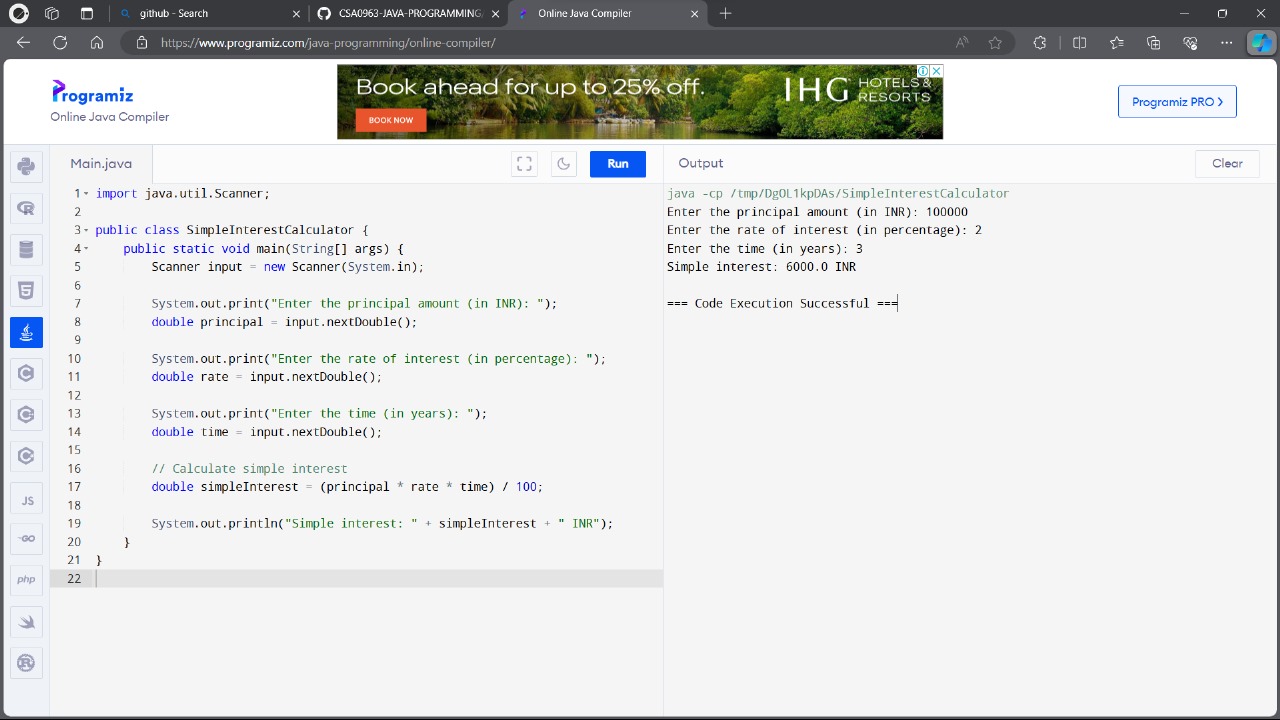 github - Search
CSA0963-JAVA-PROGRAMMING,
Online Java Compiler
https://www.programiz.com/java-programming/online-compiler/
Programiz
Online Java Compiler
Book ahead for up to 25% off.
BOOK NOW
IHG HOTELS &
RESORTS
Programiz PRO
Main.java
Run
Output
Clear
1 import java.util.Scanner;
2
3 public class SimpleInterestCalculator {
4     public static void main(String[] args) {
5         Scanner input = new Scanner(System.in);
6
7         System.out.print("Enter the principal amount (in INR): ");
8         double principal = input.nextDouble();
9
10         System.out.print("Enter the rate of interest (in percentage): ");
11         double rate = input.nextDouble();
12
13         System.out.print("Enter the time (in years): ");
14         double time = input.nextDouble();
15
16         // Calculate simple interest
17         double simpleInterest = (principal * rate * time) / 100;
18
19         System.out.println("Simple interest: " + simpleInterest + " INR");
20     }
21 }
22
java -cp /tmp/DgOL1kpDAs/SimpleInterestCalculator
Enter the principal amount (in INR): 100000
Enter the rate of interest (in percentage): 2
Enter the time (in years): 3
Simple interest: 6000.0 INR
=== Code Execution Successful ===
JS
GO
php